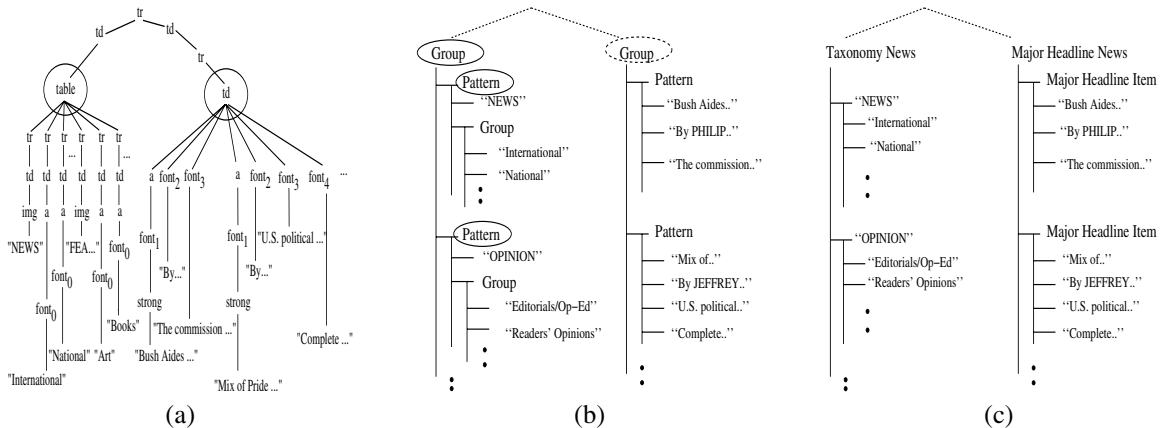 tr
td td
tr
table td
tr tr tr tr tr tr
... ...
td td td td td td
a font2 font3 a font2 font3 font4 ...
img a a img a a
"NEWS" "FEA..." font0
font1 font1 "U.S. political ..."
font0 font0 "By..." "By..."
font0 strong strong
"Books" "The commission ..." "Complete ..."
"National" "Art" "Bush Aides ..."
"International" "Mix of Pride ..."
(a)
Group Group
Pattern Pattern
“NEWS” “Bush Aides..”
Group “By PHILIP..”
“International” “The commission..”
“National”
Pattern Pattern
“OPINION” “Mix of..”
Group “By JEFFREY..”
“Editorials/Op−Ed” “U.S. political..”
“Readers’ Opinions” “Complete..”
(b)
Taxonomy News Major Headline News
Major Headline Item
“NEWS” “Bush Aides..”
“International” “By PHILIP..”
“National” “The commission..”
“OPINION” Major Headline Item
“Editorials/Op−Ed” “Mix of..”
“Readers’ Opinions” “By JEFFREY..”
“U.S. political..”
“Complete..”
(c)